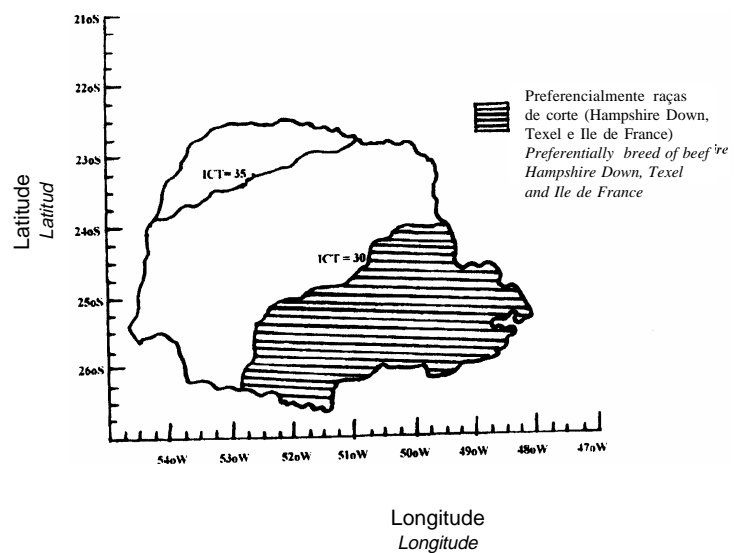 21oS
22oS
23oS
24oS
25oS
26oS
Latitude
Latitud
ICT= 35
ICT = 30
Preferencialmente raças
de corte (Hampshire Down,
Texel e Ile de France)
Preferentially breed of beef
Hampshire Down, Texel
and Ile de France
54oW
53oW
52oW
51oW
50oW
49oW
48oW
47oW
Longitude
Longitude